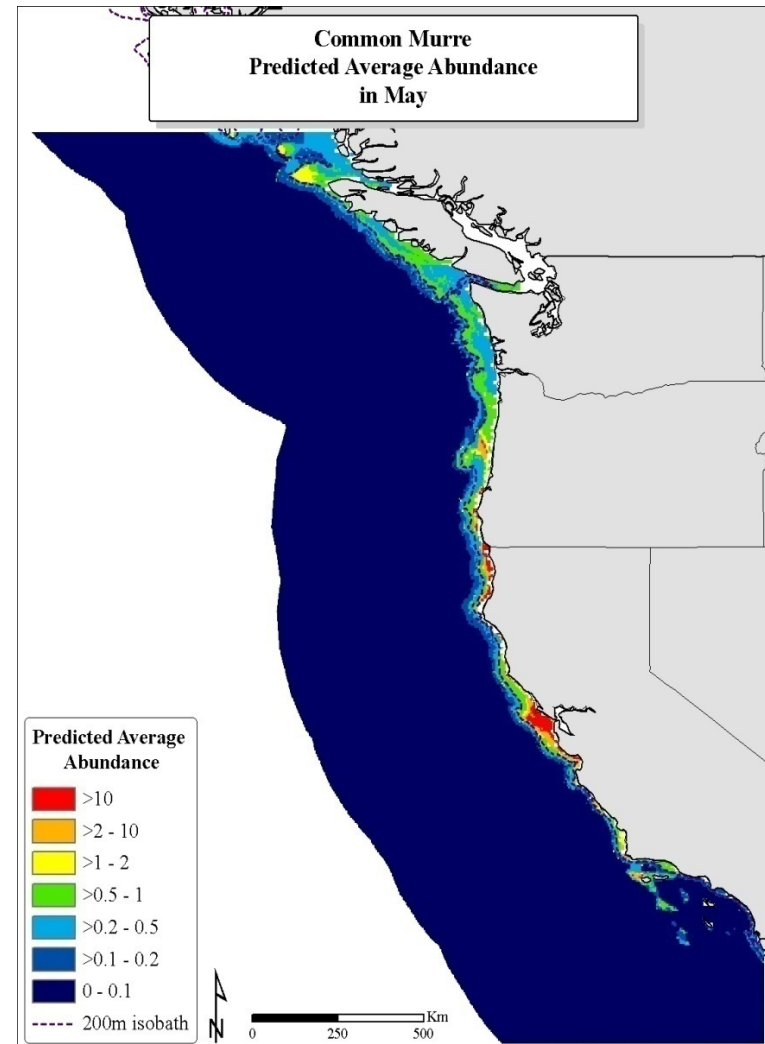 Common Murre
Predicted Average Abundance
in May
Predicted Average
Abundance
>10
>2 - 10
>1 - 2
>0.5 - 1
>0.2 - 0.5
>0.1 - 0.2
0 - 0.1
200m isobath
N
Km
0 250 500